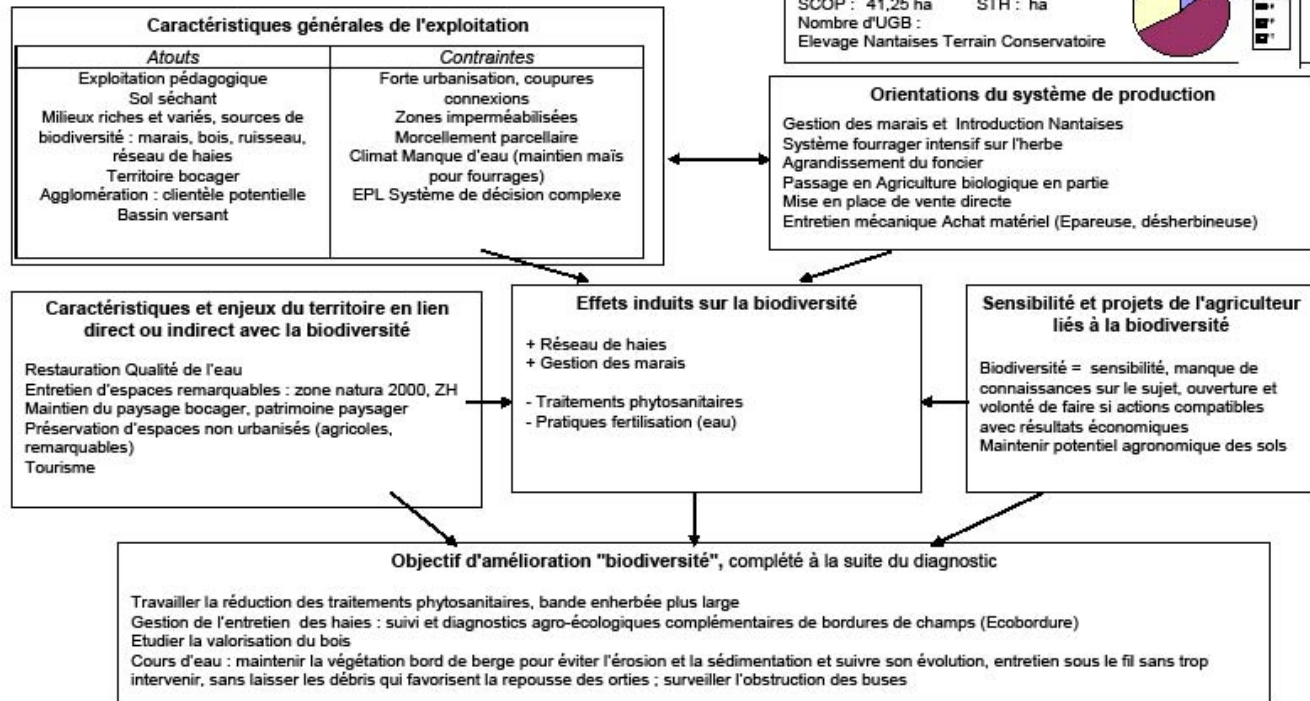 SCOP : 41,25 ha STH : ha
Nombre d'UGB :
Elevage Nantaises Terrain Conservatoire
Caractéristiques générales de l'exploitation
Atouts
Exploitation pédagogique
Sol séchant
Milieux riches et variés, sources de
biodiversité : marais, bois, ruisseau,
réseau de haies
Territoire bocager
Agglomération : clientèle potentielle
Bassin versant
Contraintes
Forte urbanisation, coupures
connexions
Zones imperméabilisées
Morcellement parcellaire
Climat Manque d'eau (maintien maïs
pour fourrages)
EPL Système de décision complexe
Orientations du système de production
Gestion des marais et Introduction Nantaises
Système fourrager intensif sur l'herbe
Agrandissement du foncier
Passage en Agriculture biologique en partie
Mise en place de vente directe
Entretien mécanique Achat matériel (Epareuse, désherbineuse)
Caractéristiques et enjeux du territoire en lien
direct ou indirect avec la biodiversité
Restauration Qualité de l'eau
Entretien d'espaces remarquables : zone natura 2000, ZH
Maintien du paysage bocager, patrimoine paysager
Préservation d'espaces non urbanisés (agricoles,
remarquables)
Tourisme
Effets induits sur la biodiversité
+ Réseau de haies
+ Gestion des marais
- Traitements phytosanitaires
- Pratiques fertilisation (eau)
Sensibilité et projets de l'agriculteur
liés à la biodiversité
Biodiversité = sensibilité, manque de
connaissances sur le sujet, ouverture et
volonté de faire si actions compatibles
avec résultats économiques
Maintenir potentiel agronomique des sols
Objectif d'amélioration "biodiversité", complété à la suite du diagnostic
Travailler la réduction des traitements phytosanitaires, bande enherbée plus large
Gestion de l'entretien des haies : suivi et diagnostics agro-écologiques complémentaires de bordures de champs (Ecobordure)
Etudier la valorisation du bois
Cours d'eau : maintenir la végétation bord de berge pour éviter l'érosion et la sédimentation et suivre son évolution, entretien sous le fil sans trop
intervenir, sans laisser les débris qui favorisent la repousse des orties ; surveiller l'obstruction des buses